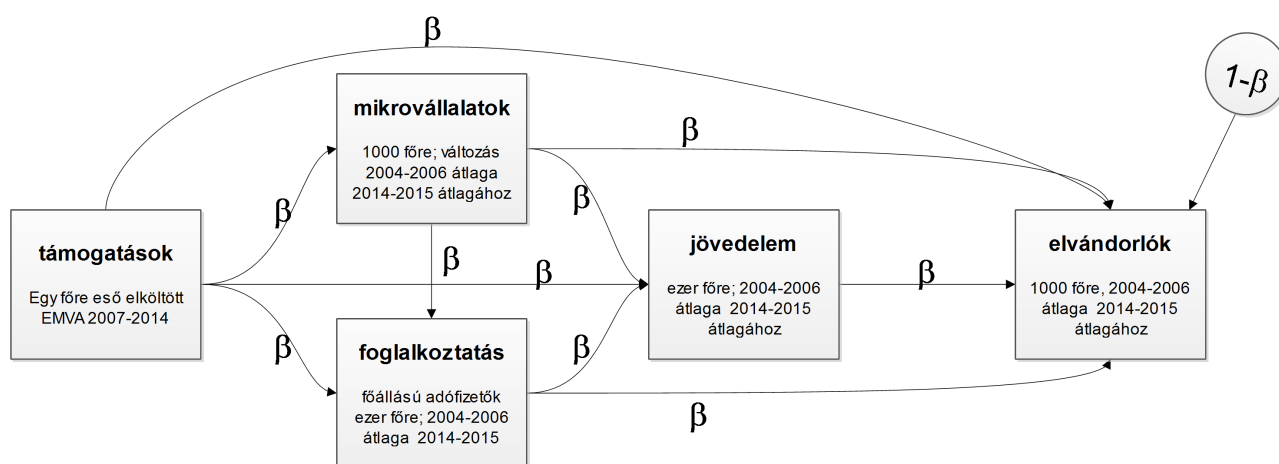 β
1-β
mikrovállalatok
1000 főre; változás
2004-2006 átlaga
2014-2015 átlagához
β
β
β
támogatások
Egy főre eső elköltött
EMVA 2007-2014
β
β
jövedelem
ezer főre; 2004-2006
átlaga 2014-2015
átlagához
β
elvándorlók
1000 főre, 2004-2006
átlaga 2014-2015
átlagához
β
β
foglalkoztatás
főállású adófizetők
ezer főre; 2004-2006
átlaga 2014-2015
β
β